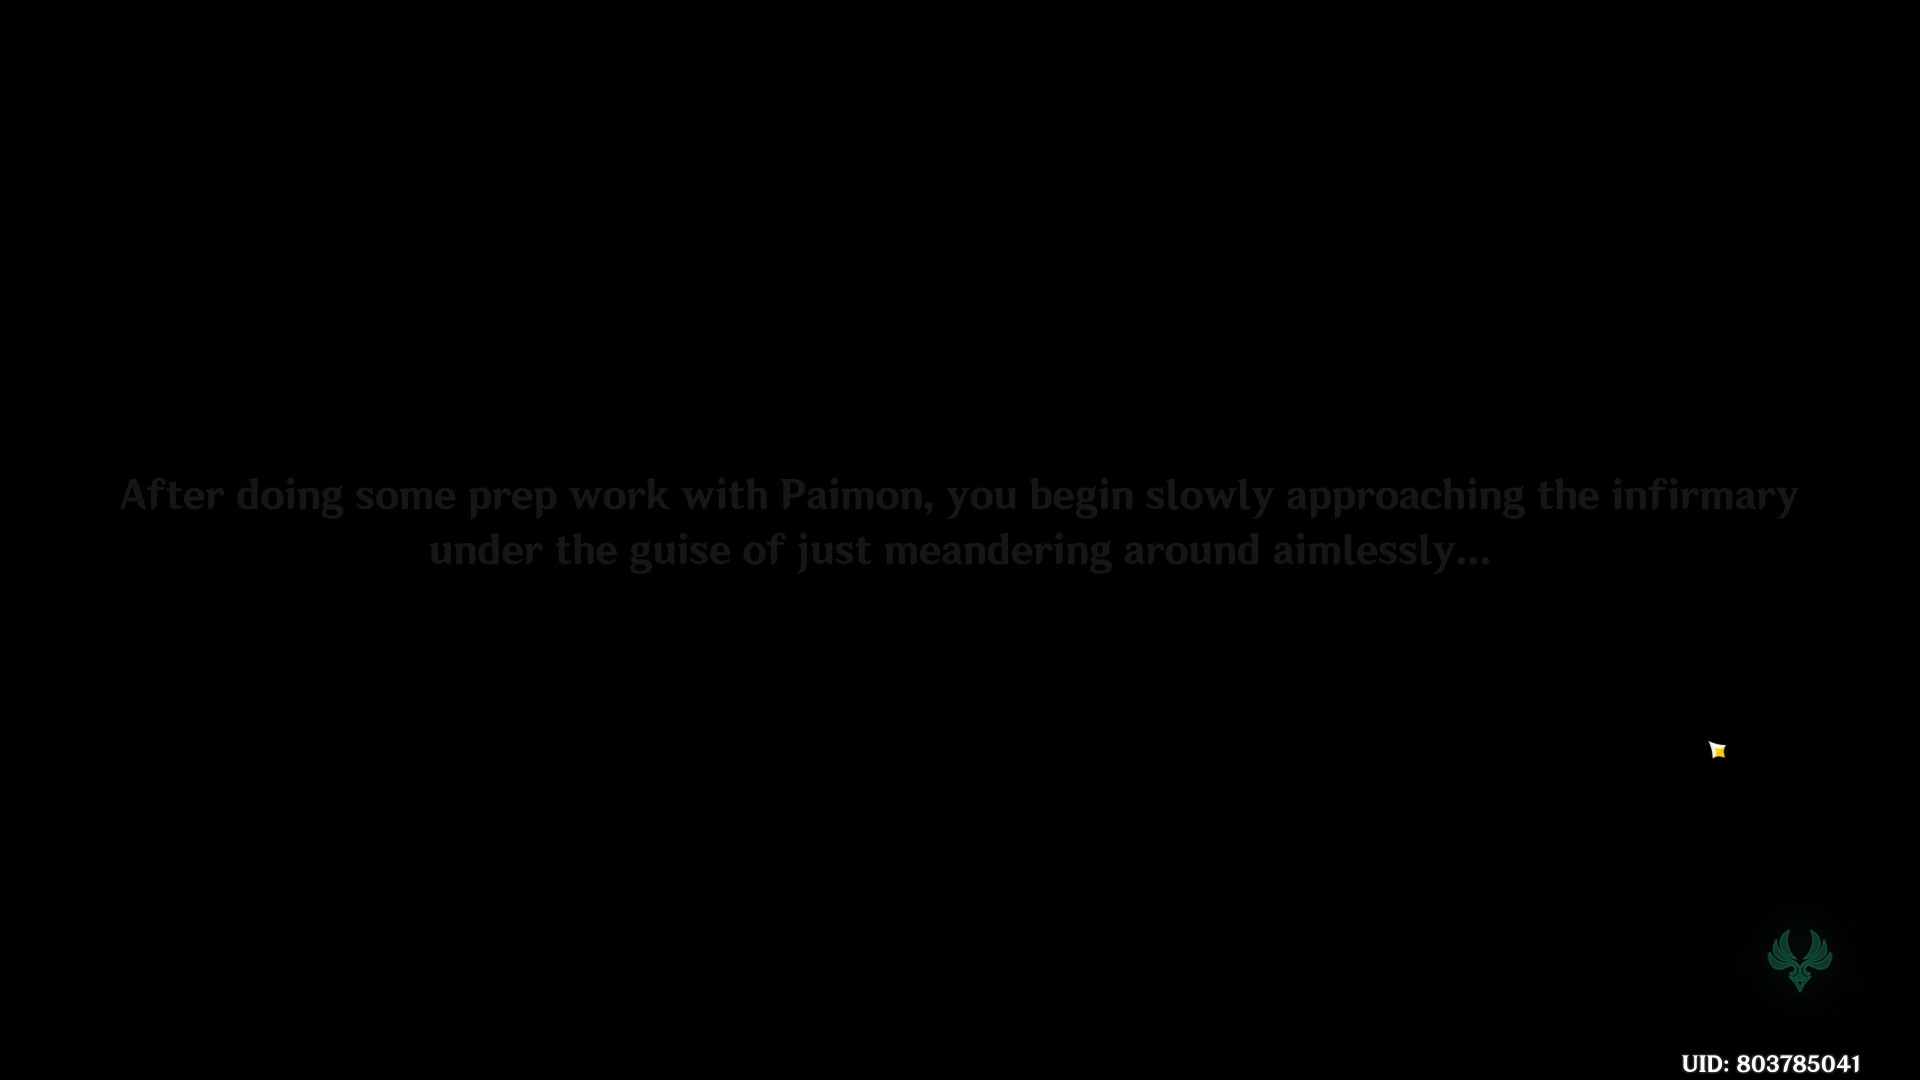 After doing some prep work with Paimon, you begin slowly approaching the infirmary
under the guise of just meandering around aimlessly...
UID: 803785041